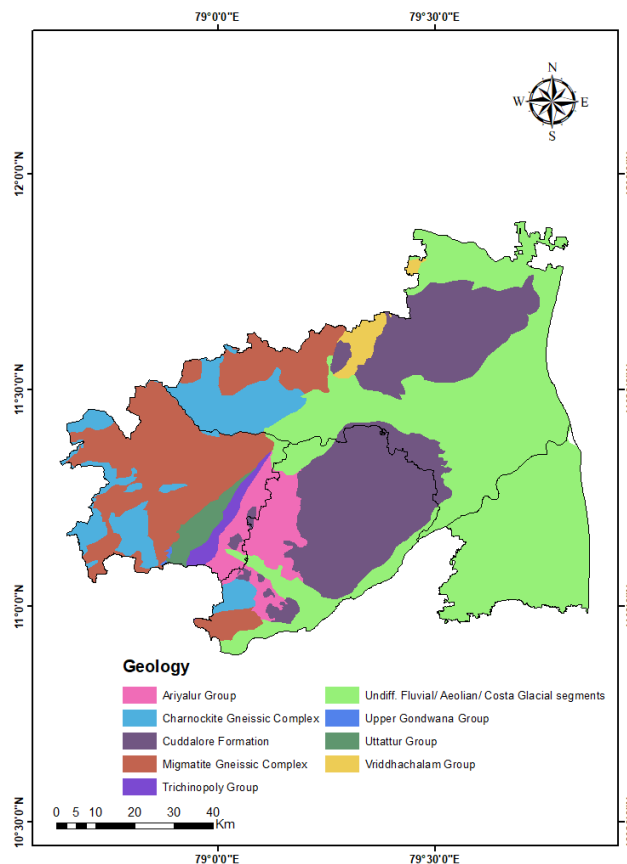 79°0'0"E 79°30'0"E
N
W E
S
12°0'0"N
11°30'0"N
11°0'0"N
10°30'0"N
Geology
Ariyalur Group
Charnockite Gneissic Complex
Cuddalore Formation
Migmatite Gneissic Complex
Trichinopoly Group
Undiff. Fluvial/ Aeolian/ Costa Glacial segments
Upper Gondwana Group
Uttattur Group
Vriddhachalam Group
0 5 10 20 30 40
Km
79°0'0"E 79°30'0"E